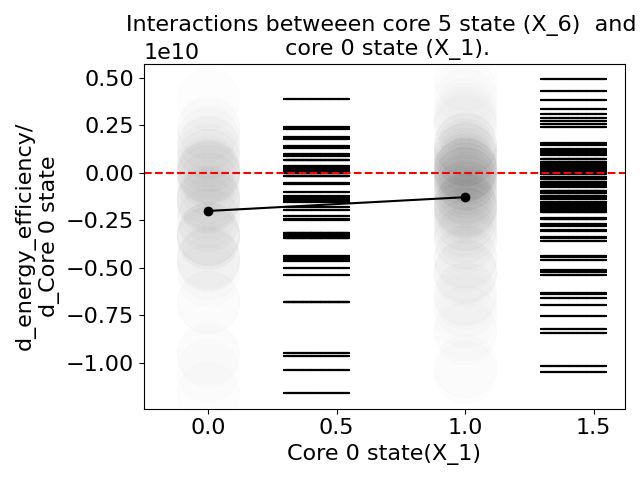 Interactions betweeen core 5 state (X_6)  and
core 0 state (X_1).
1e10
0.50
0.25
0.00
−0.25
−0.50
−0.75
−1.00
d_energy_efficiency/
d_Core 0 state
0.0
0.5
1.0
1.5
Core 0 state(X_1)